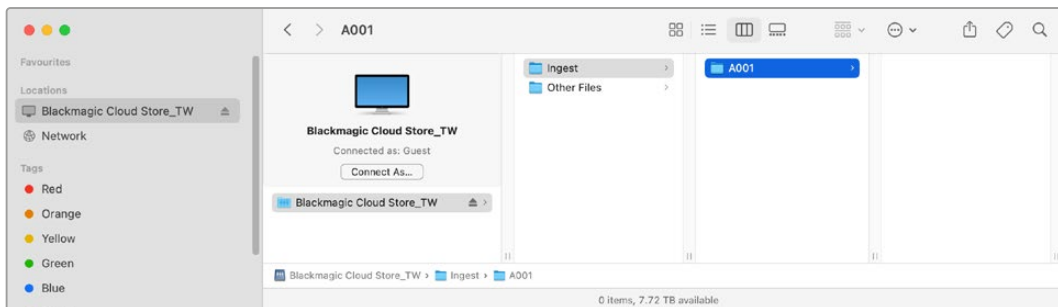 A001
Favourites
Locations
Blackmagic Cloud Store_TW
Network
Tags
Red
Orange
Yellow
Green
Blue
Blackmagic Cloud Store_TW
Connected as: Guest
Connect As...
Blackmagic Cloud Store_TW
Ingest
Other Files
A001
Blackmagic Cloud Store_TW › Ingest › A001
0 items, 7.72 TB available